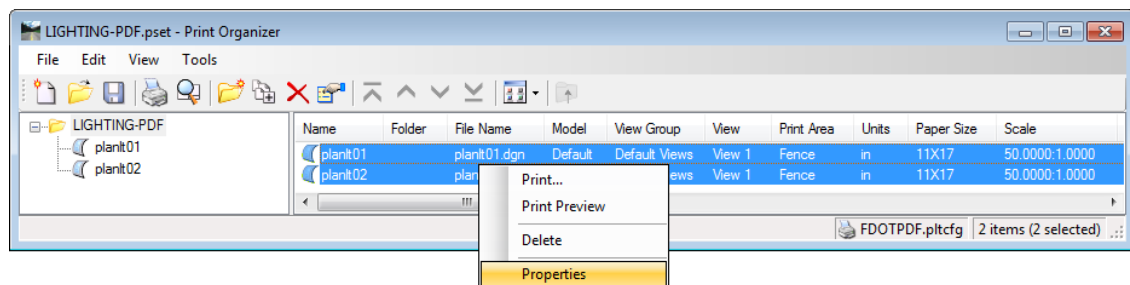 LIGHTING-PDF.pset - Print Organizer
File Edit View Tools
LIGHTING-PDF
planlt01
planlt02
Name Folder File Name Model View Group View Print Area Units Paper Size Scale
planlt01 planlt01.dgn Default Default Views View 1 Fence in 11X17 50.0000:1.0000
planlt02 plan ews View 1 Fence in 11X17 50.0000:1.0000
Print...
Print Preview
Delete
Properties
FDOTPDF.pltcfg 2 items (2 selected)